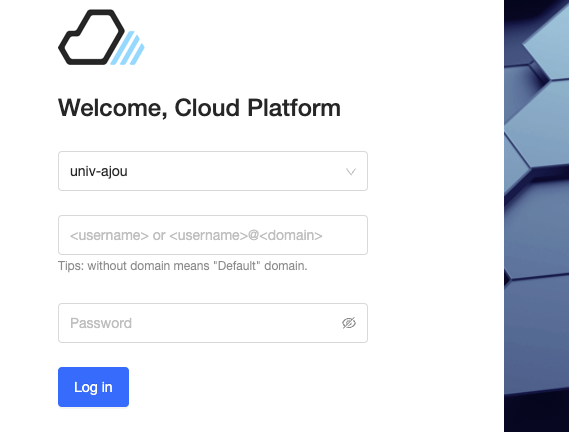 Welcome, Cloud Platform
univ-ajou
<username> or <username>@<domain>
Tips: without domain means "Default" domain.
Password
Log in